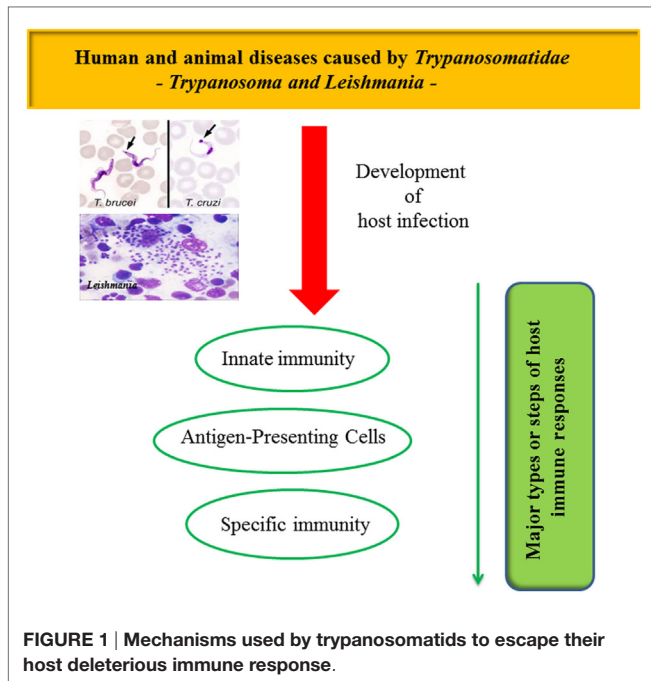 Human and animal diseases caused by Trypanosomatidae
- Trypanosoma and Leishmania -
T. brucei
T. cruzi
Leishmania
Development
of
host infection
Innate immunity
Antigen-Presenting Cells
Specific immunity
Major types or steps of host
immune responses
FIGURE 1 | Mechanisms used by trypanosomatids to escape their
host deleterious immune response.